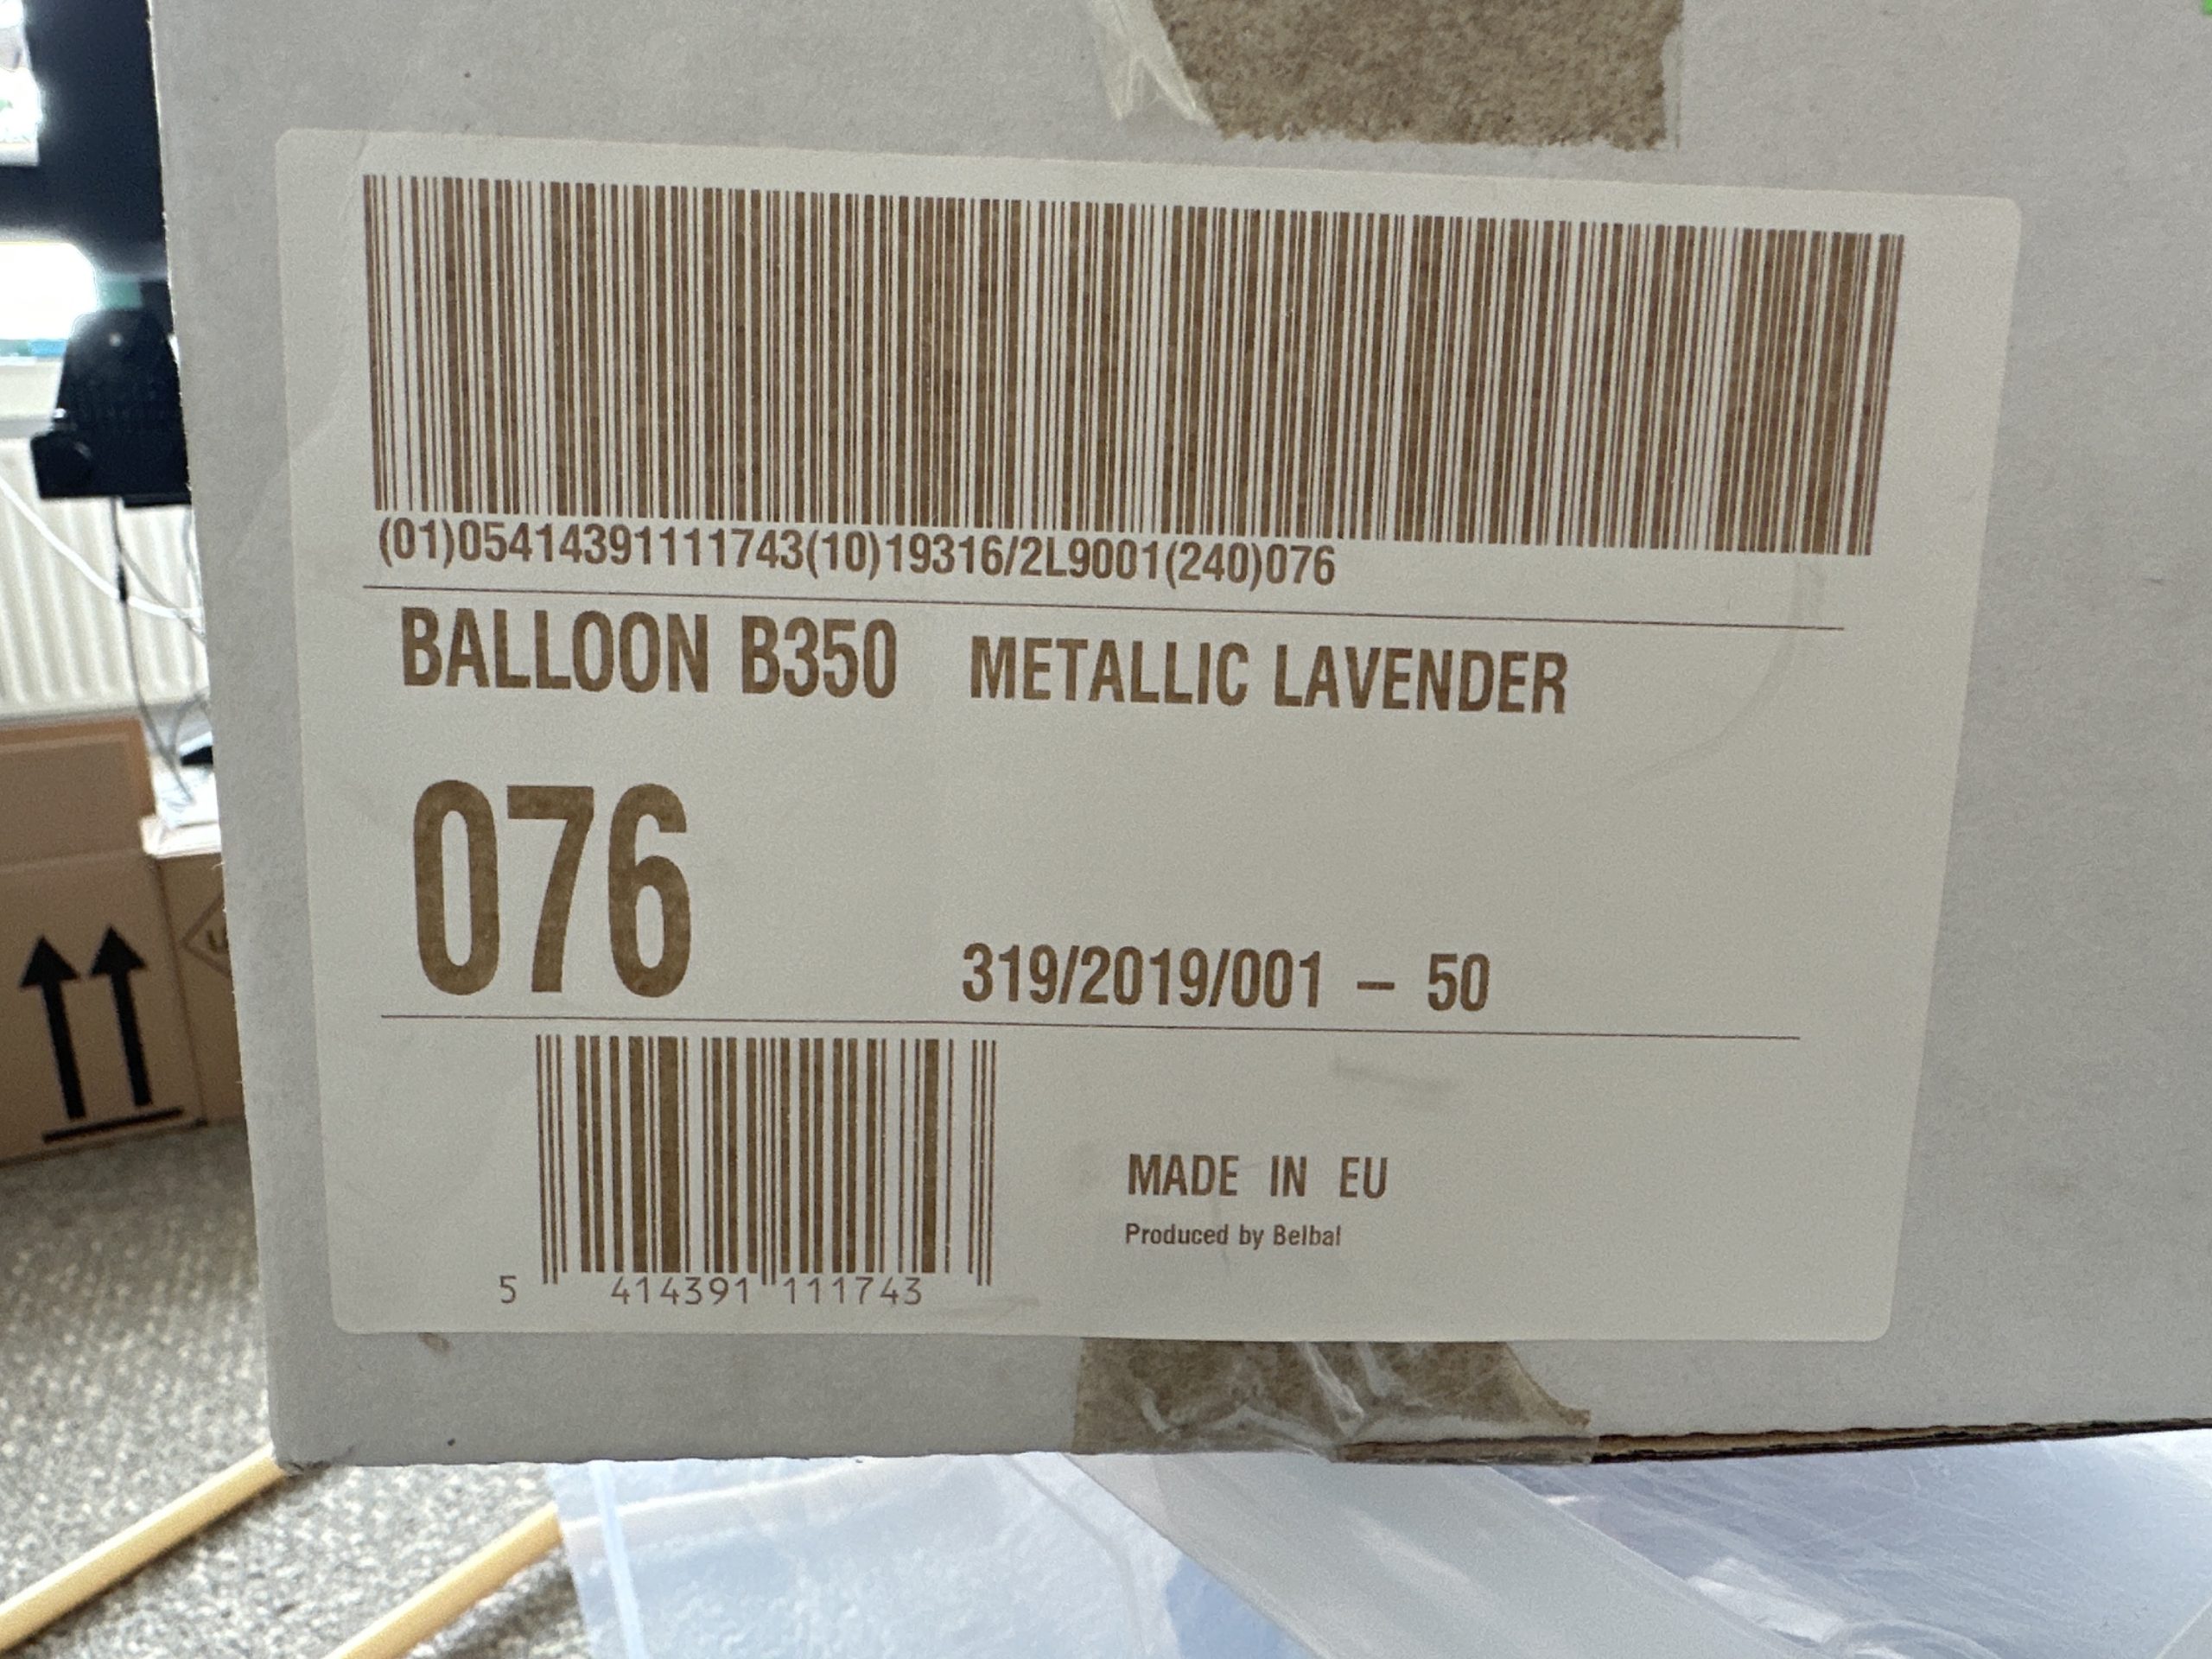 (01)05414391111743(10)19316/2L9001(240)076
BALLOON B350 METALLIC LAVENDER
076
319/2019/001 – 50
5 414391 111743
MADE IN EU
Produced by Belbal